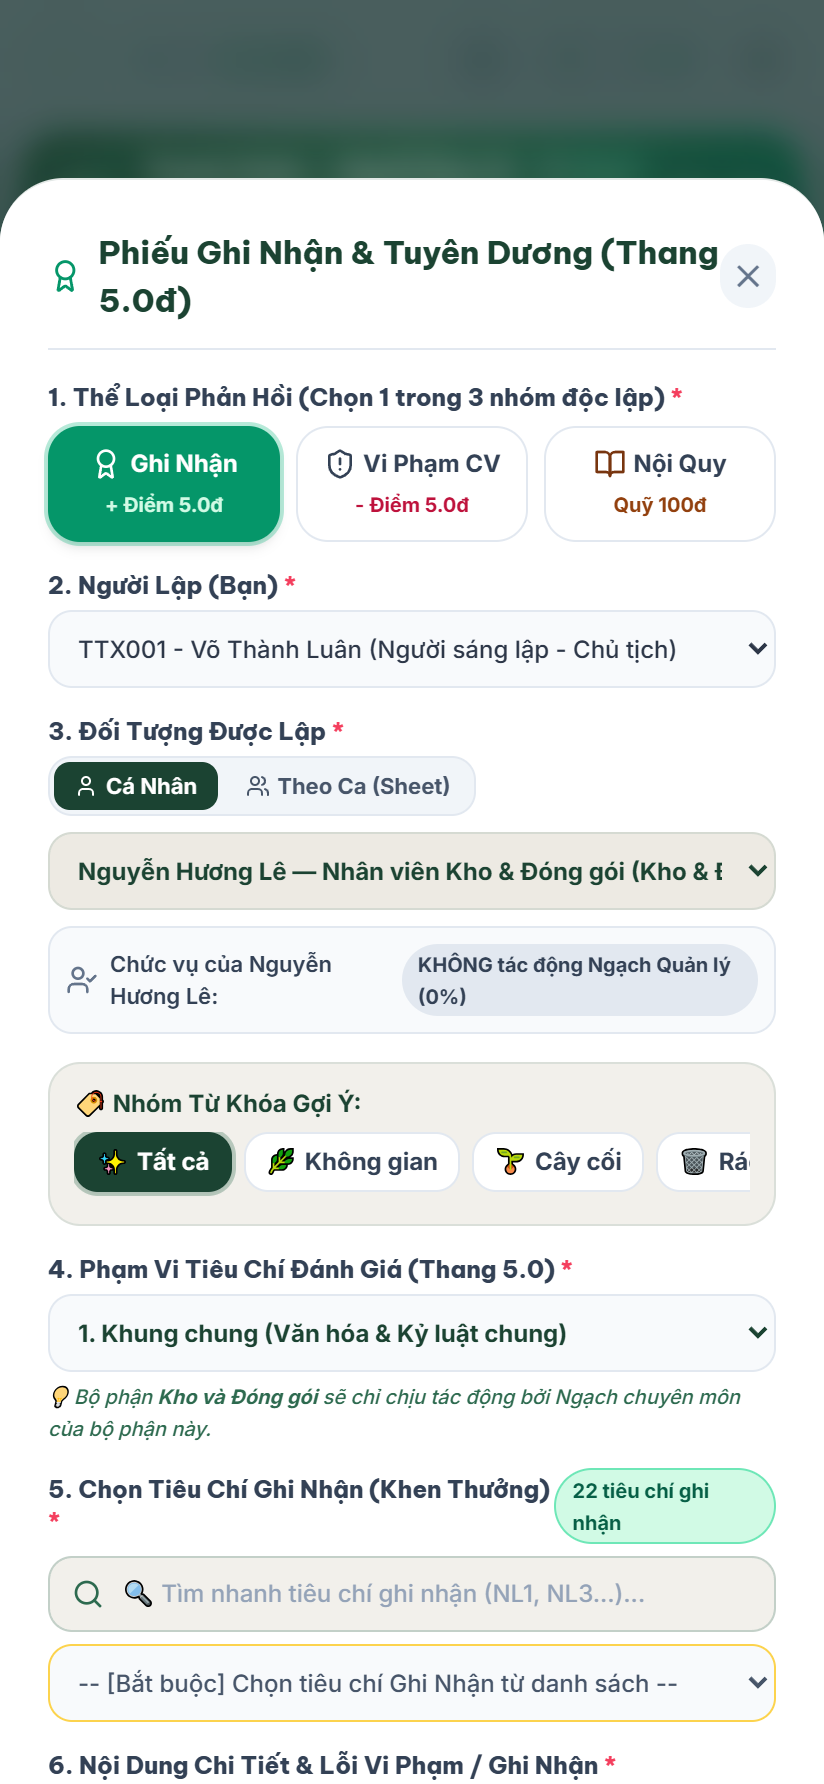 Phiếu Ghi Nhận & Tuyên Dương (Thang
5.0đ)
1. Thể Loại Phản Hồi (Chọn 1 trong 3 nhóm độc lập) *
Ghi Nhận
+ Điểm 5.0đ
Vi Phạm CV
- Điểm 5.0đ
Nội Quy
Quỹ 100đ
2. Người Lập (Bạn) *
TTX001 - Võ Thành Luân (Người sáng lập - Chủ tịch)
3. Đối Tượng Được Lập *
Cá Nhân
Theo Ca (Sheet)
Nguyễn Hương Lê — Nhân viên Kho & Đóng gói (Kho &
Chức vụ của Nguyễn
Hương Lê:
KHÔNG tác động Ngạch Quản lý
(0%)
Nhóm Từ Khóa Gợi Ý:
Tất cả
Không gian
Cây cối
4. Phạm Vi Tiêu Chí Đánh Giá (Thang 5.0) *
1. Khung chung (Văn hóa & Kỷ luật chung)
Bộ phận Kho và Đóng gói sẽ chỉ chịu tác động bởi Ngạch chuyên môn
của bộ phận này.
5. Chọn Tiêu Chí Ghi Nhận (Khen Thưởng)
*
22 tiêu chí ghi
nhận
Tìm nhanh tiêu chí ghi nhận (NL1, NL3...)...
-- [Bắt buộc] Chọn tiêu chí Ghi Nhận từ danh sách --
6. Nội Dung Chi Tiết & Lỗi Vi Phạm / Ghi Nhận *